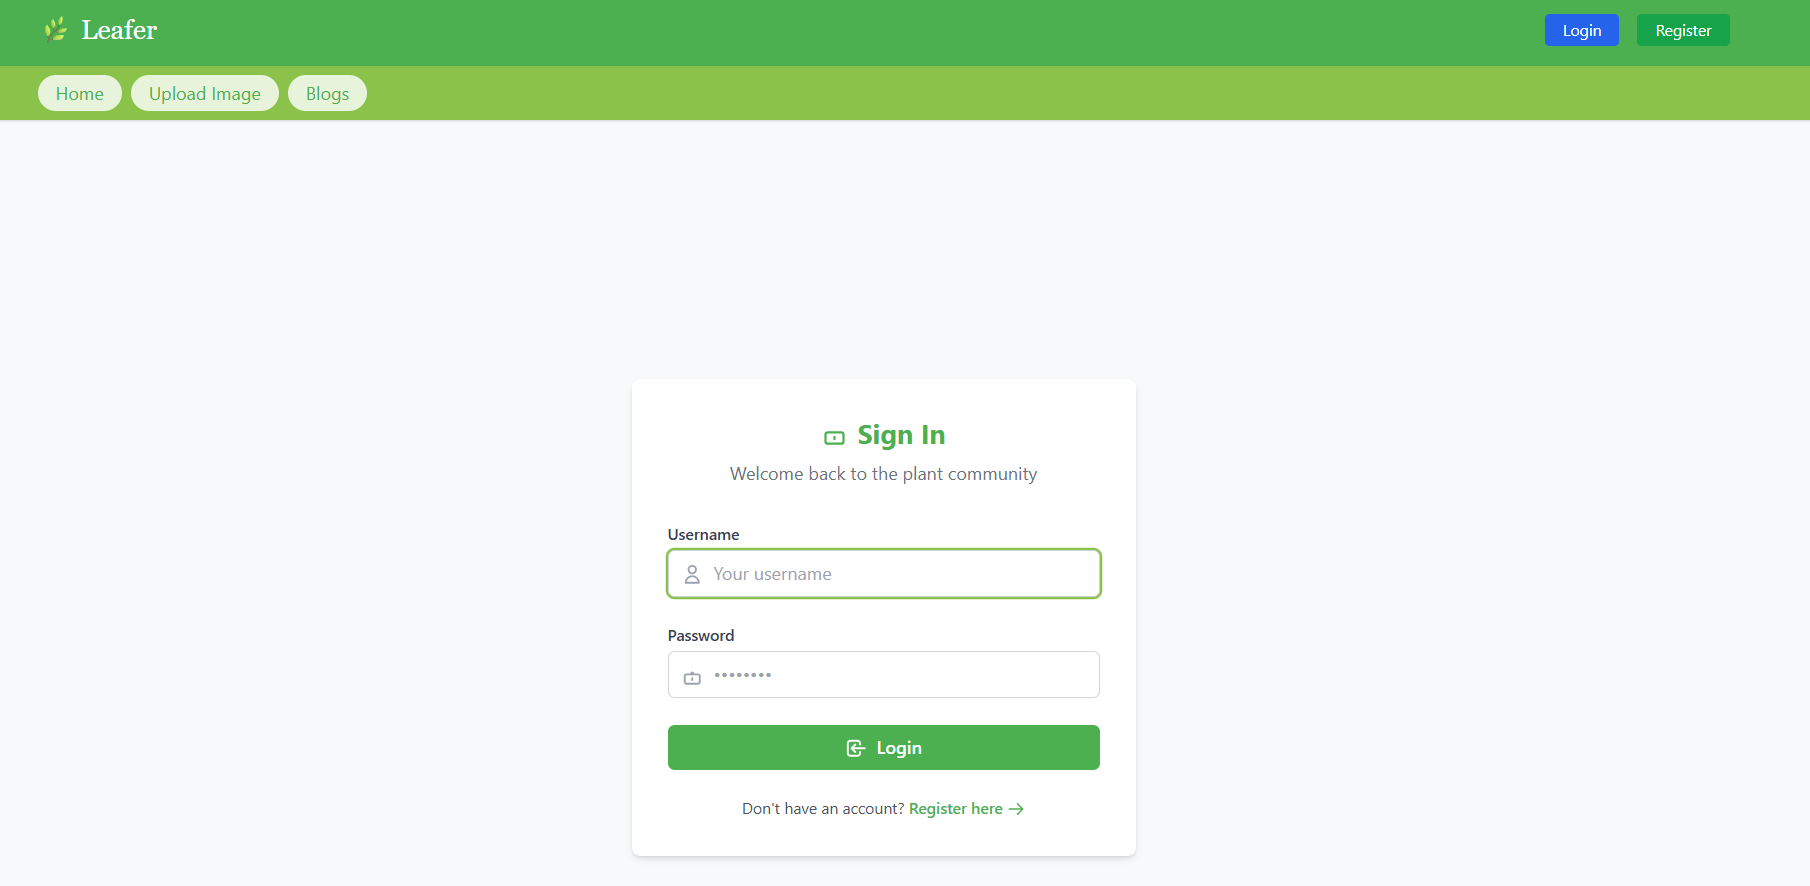 Leafer
Login
Register
Home
Upload Image
Blogs
Sign In
Welcome back to the plant community
Username
Your username
Password
••••••••
Login
Don't have an account? Register here →